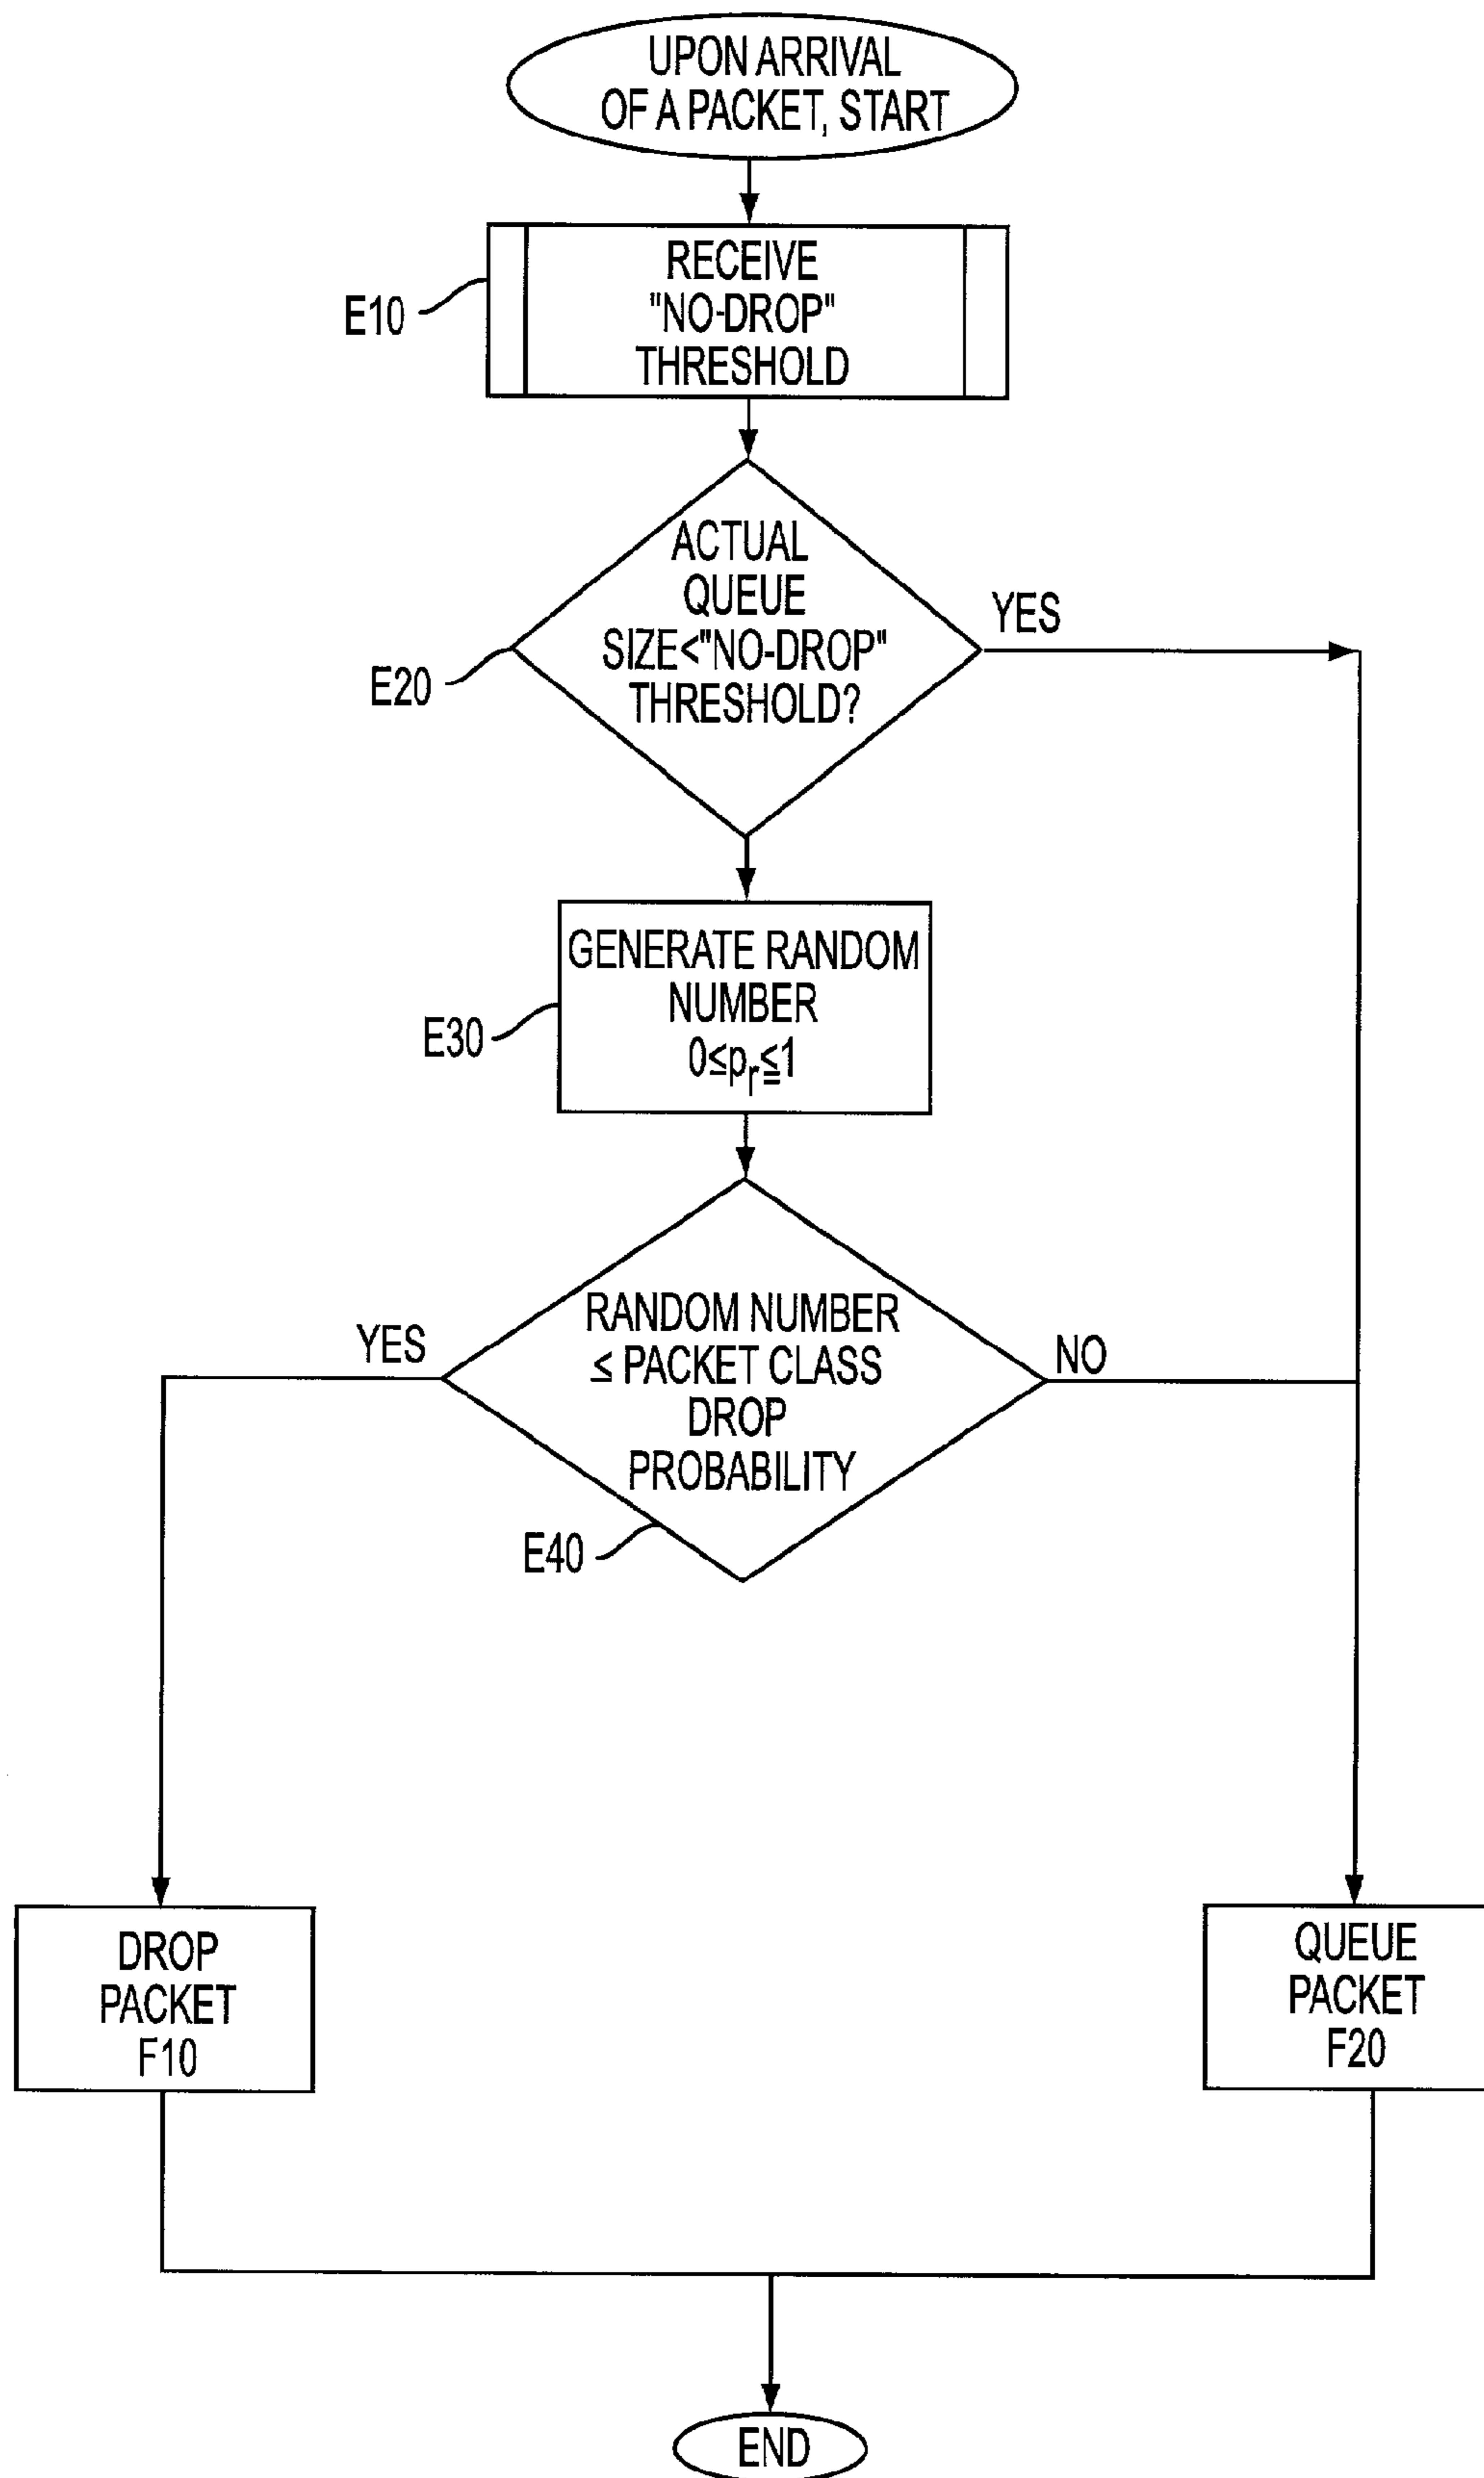 UPON ARRIVAL
OF A PACKET, START
RECEIVE
"NO-DROP"
THRESHOLD
E10
ACTUAL
QUEUE
SIZE<"NO-DROP"
THRESHOLD?
YES
E20
GENERATE RANDOM
NUMBER
0≤pr≦1
E30
RANDOM NUMBER
≤ PACKET CLASS
DROP
PROBABILITY
YES
NO
E40
DROP
PACKET
F10
QUEUE
PACKET
F20
END